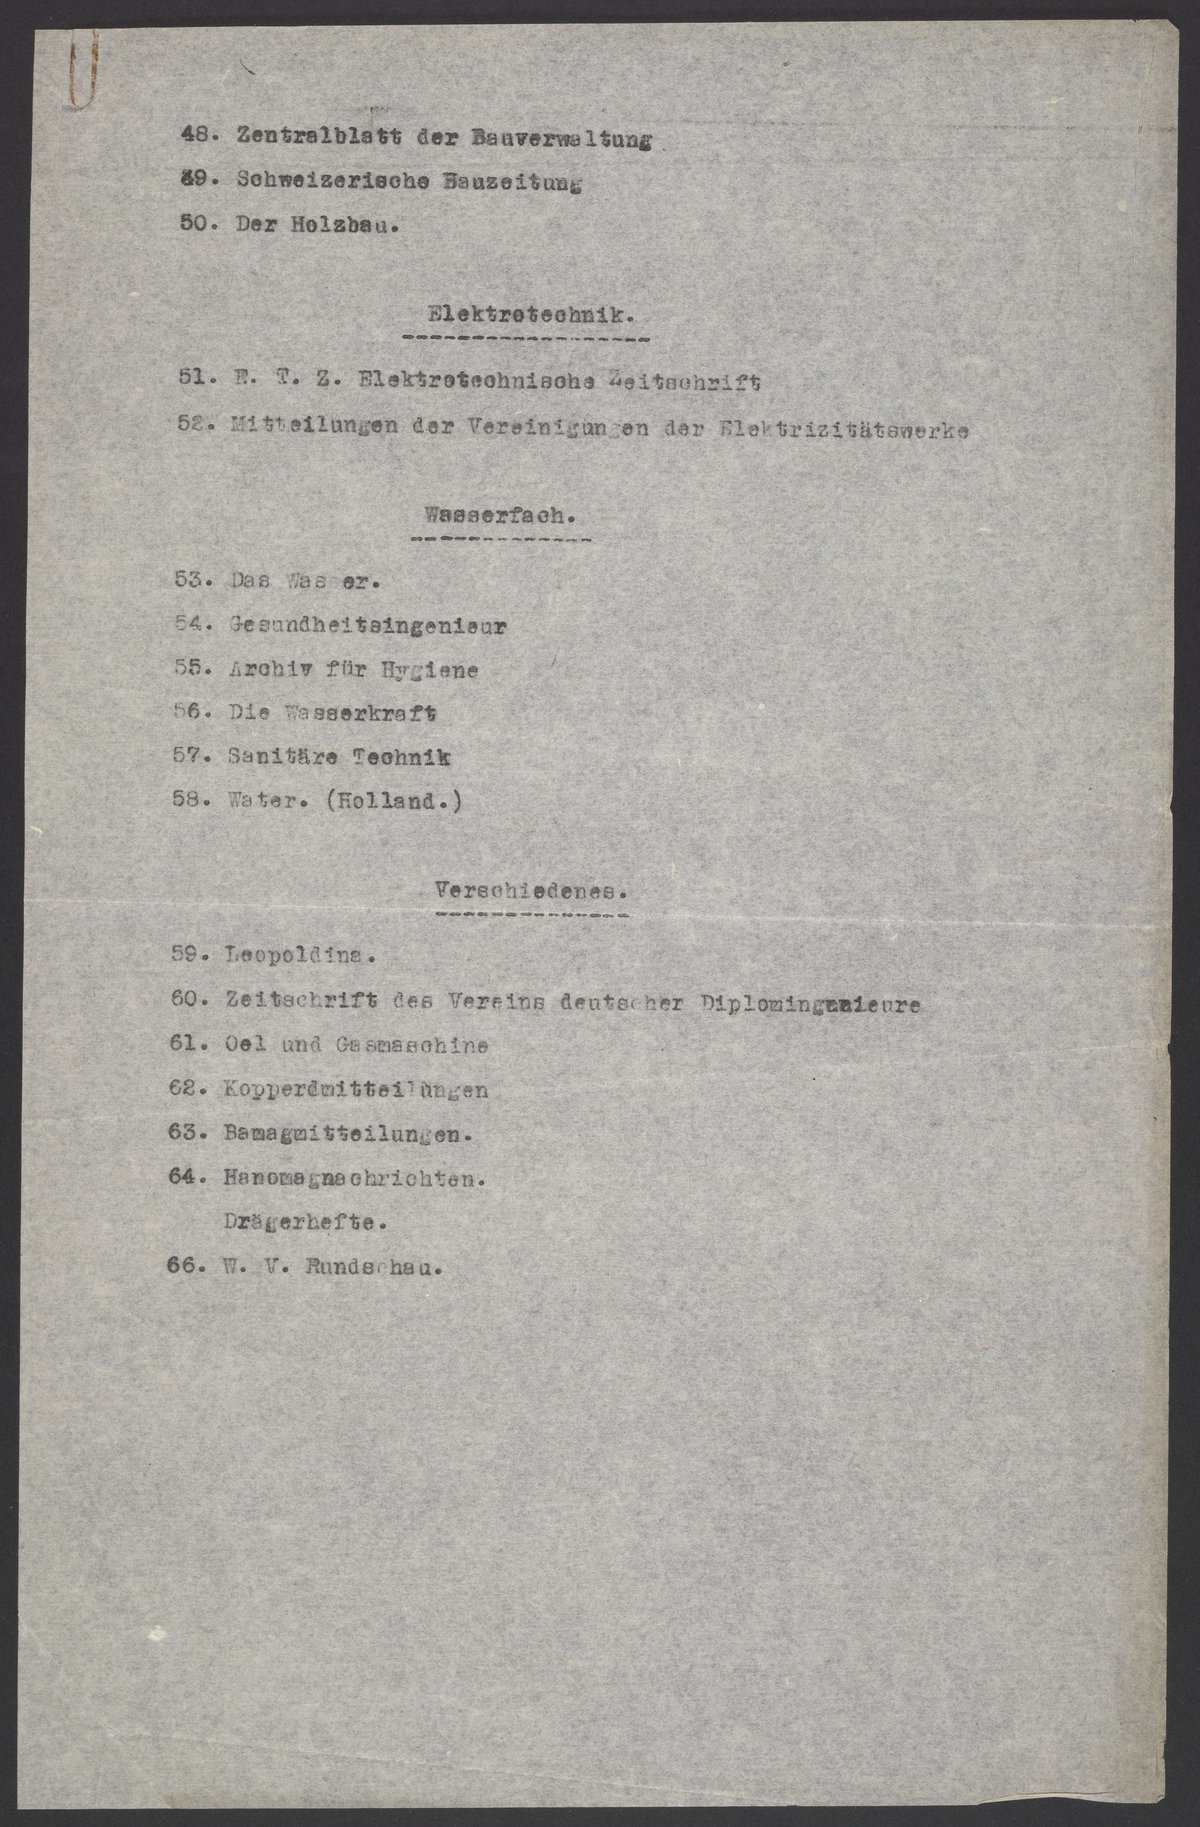 48. Zentralblatt der Bauverwaltung
49. Schweizerische Bauzeitung
50. Der Holzbau.
Elektrotechnik.
51. E. T. Z. Elektrotechnische Zeitschrift
52. Mitteilungen der Vereinigungen der Elektrizitätswerke
Wasserfach.
53. Das Wasser.
54. Gesundheitsingenieur
55. Archiv für Hygiene
56. Die Wasserkraft
57. Sanitäre Technik
58. Water. (Holland.)
Verschiedenes.
59. Leopoldina.
60. Zeitschrift des Vereins deutscher
61. Oel und Gasmaschine
62. Kopperdmitteilungen
63. Bamagmitteilungen.
64. Hanomagnachrichten.
Drägerhefte.
66. W. V. Rundschau.